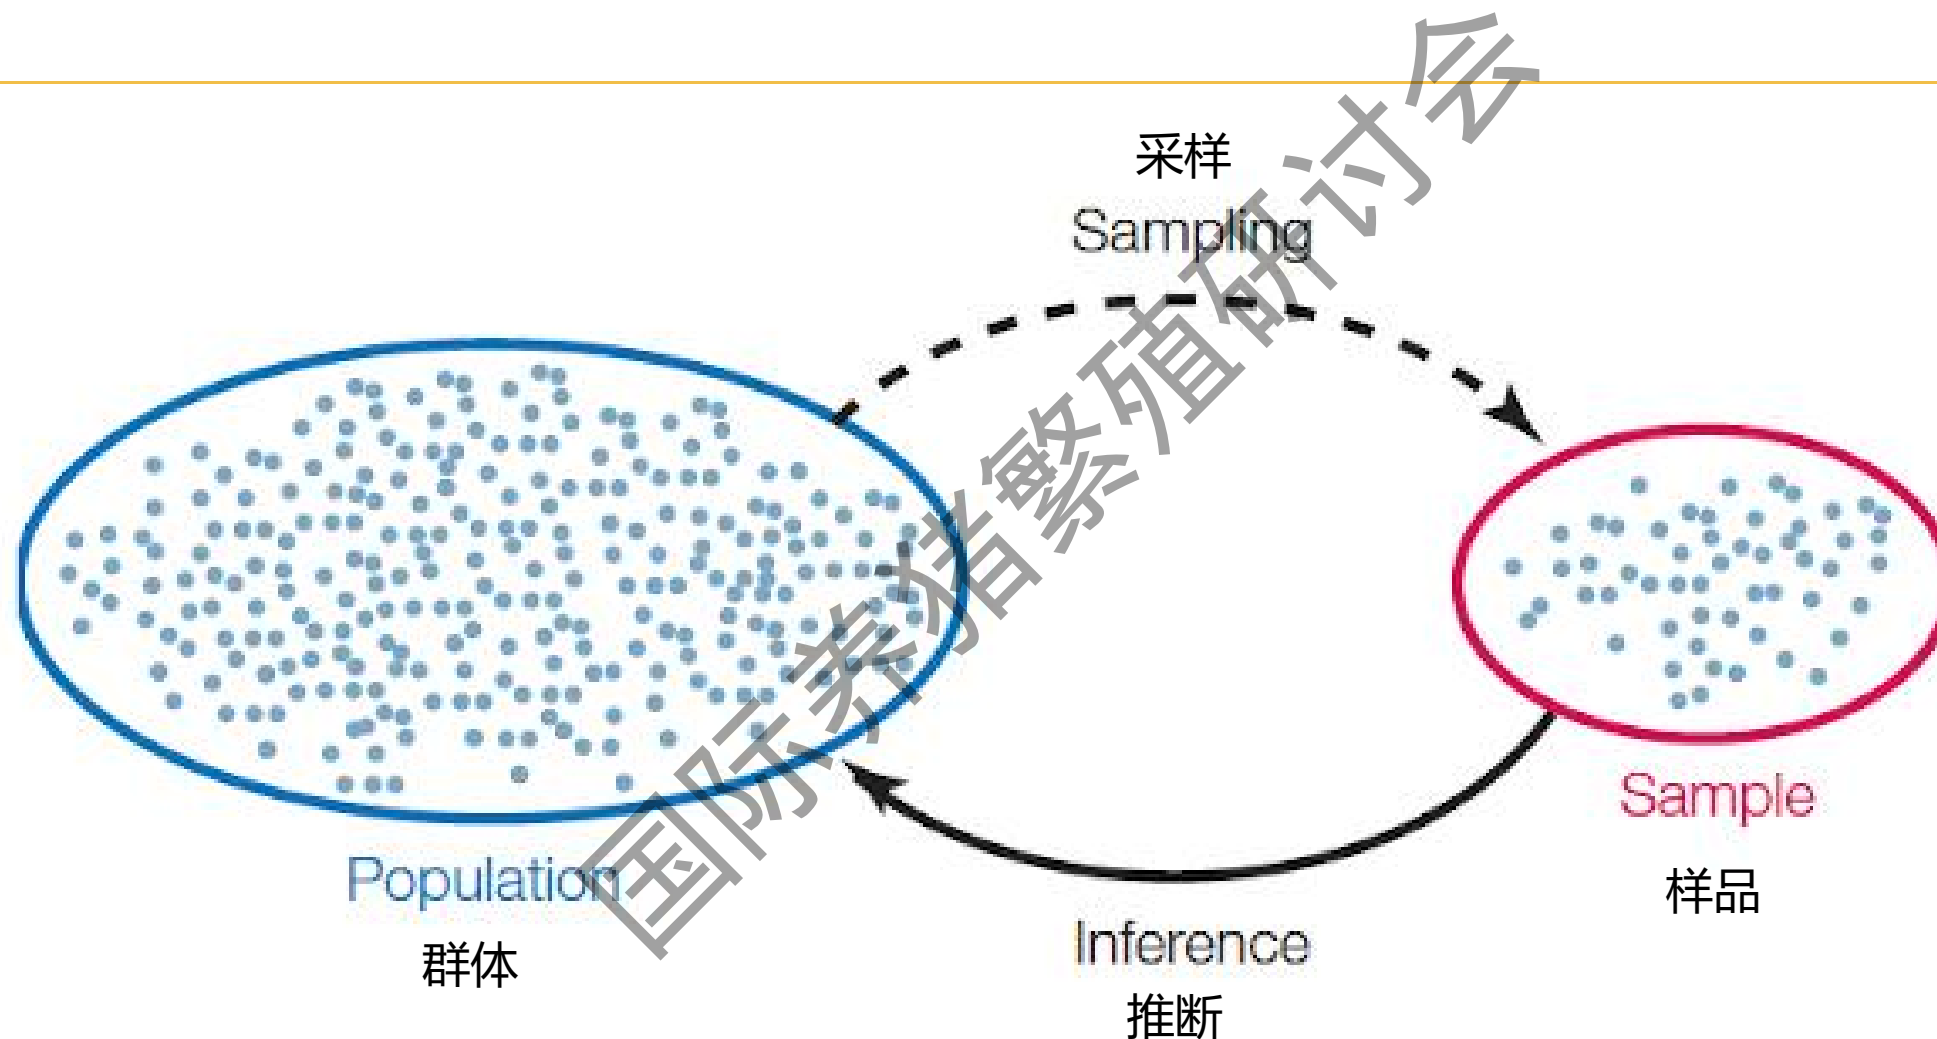 采样
Sampling
Population
群体
Sample
样品
Inference
推断
国际养猪繁殖研讨会